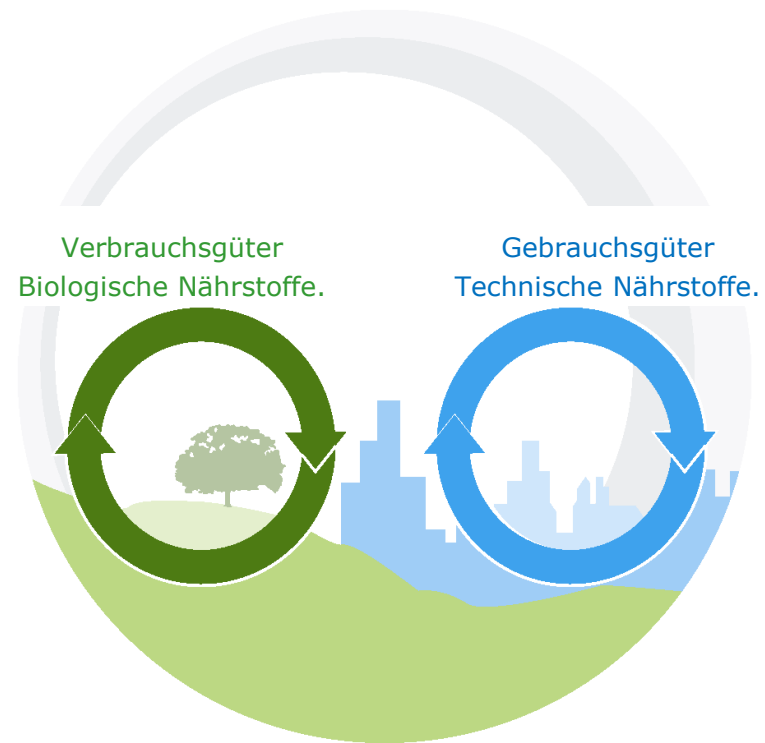 Verbrauchsgüter
Biologische Nährstoffe.
Gebrauchsgüter
Technische Nährstoffe.